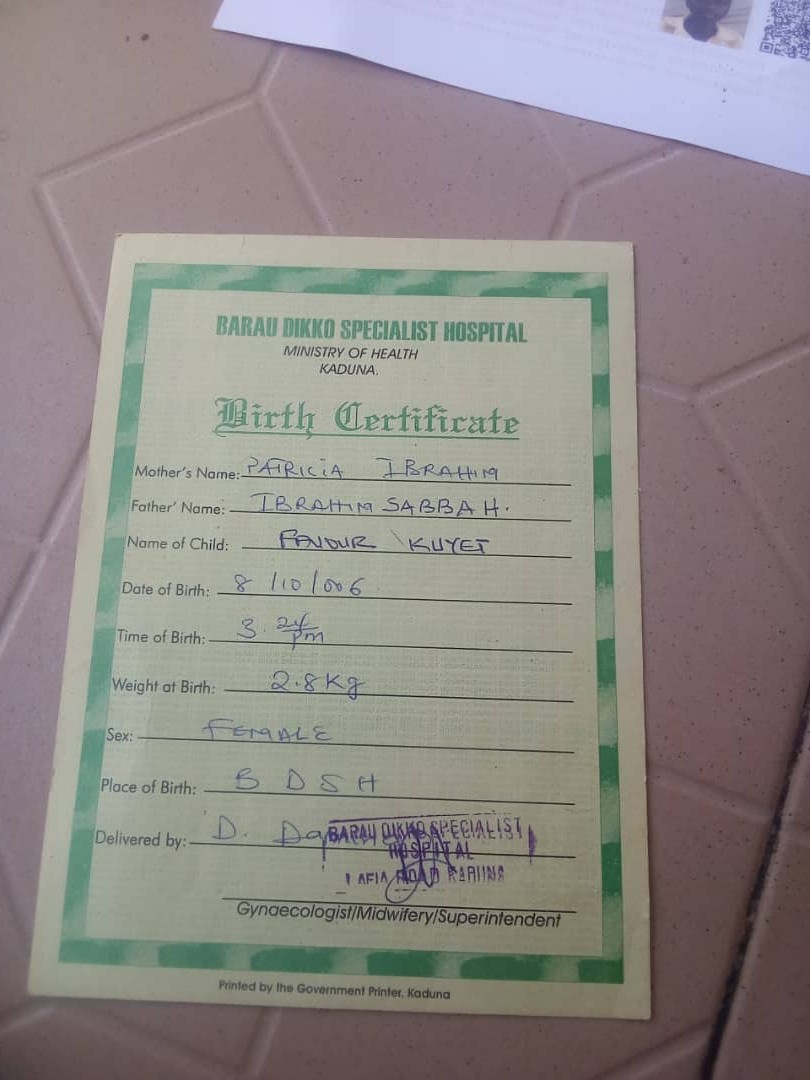 BARAU DIKKO SPECIALIST HOSPITAL
MINISTRY OF HEALTH
KADUNA.
Birth Certificate
Mother's Name: PATRICIA IBRAHIM
Father' Name: IBRAHIM SABBAH.
Name of Child: FAVOUR KUYET
Date of Birth: 8/10/006
Time of Birth: 3.24 pm
Weight at Birth: 2.8Kg
Sex: FEMALE
Place of Birth: B D S H
Delivered by: D.
BARAU DIKKO SPECIALIST
HOSPITAL
LAFIA ROAD KADUNA
Gynaecologist/Midwifery/Superintendent
Printed by the Government Printer, Kaduna